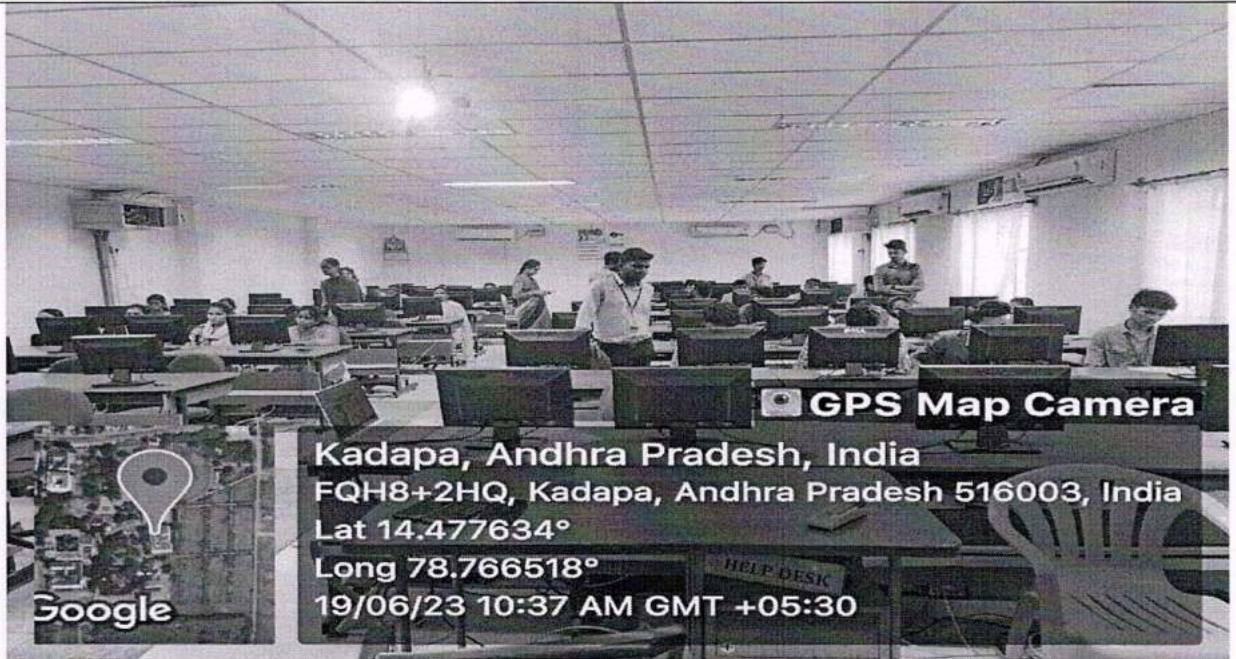 DELL
GPS Map Camera
Kadapa, Andhra Pradesh, India
FQH8+2HQ, Kadapa, Andhra Pradesh 516003, India
Lat 14.477634°
Long 78.766518°
19/06/23 10:37 AM GMT +05:30
HELP DESK
Google